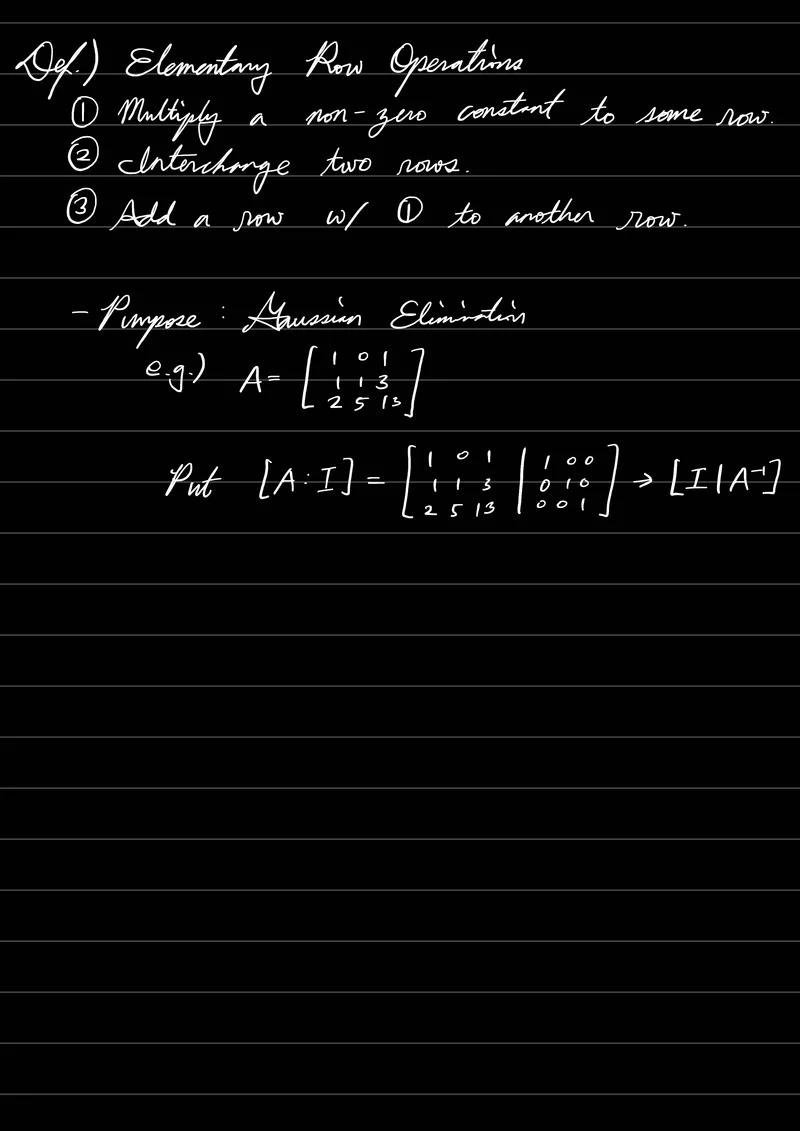 Def.) Elementary Row Operations
① Multiply a non-zero constant to some row.
② Interchange two rows.
③ Add a row w/ ① to another row.
- Purpose : Gaussian Elimination
e.g.) A = [1 0 1; 1 1 3; 2 5 13]
Put [A : I] = [1 0 1 | 1 0 0; 1 1 3 | 0 1 0; 2 5 13 | 0 0 1] → [I | A⁻¹]